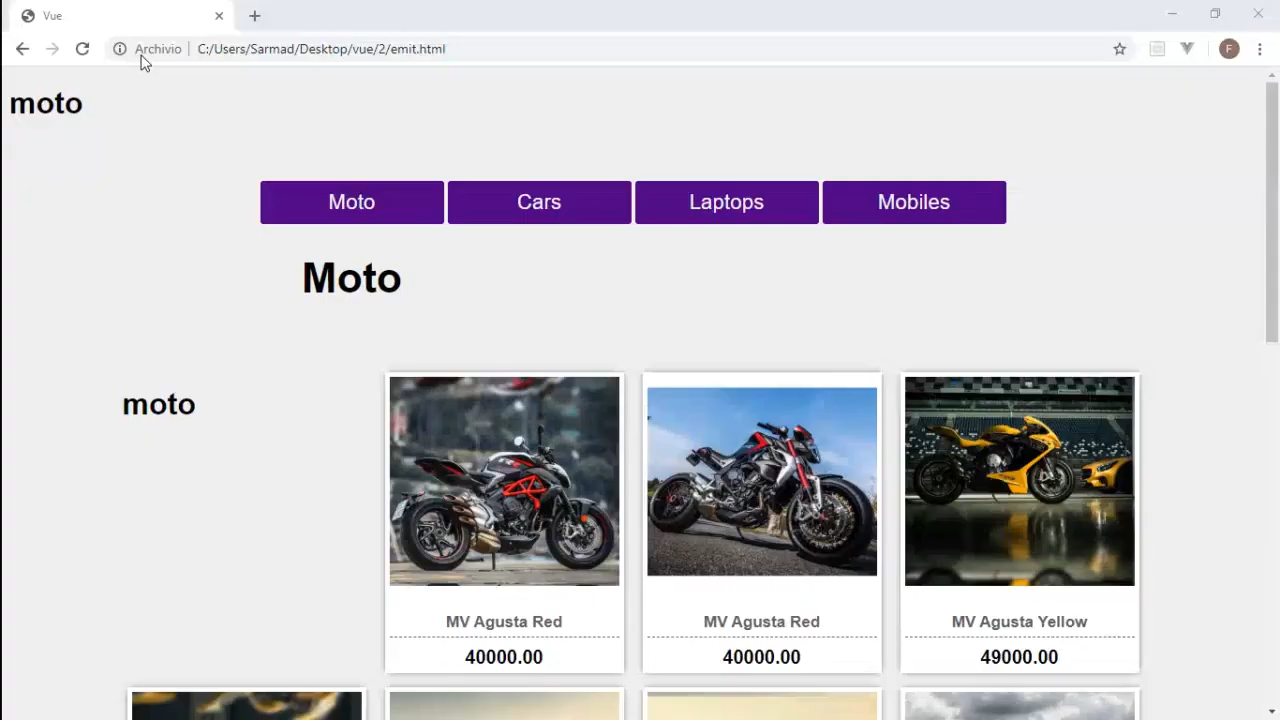 Vue
Archivio
C:/Users/Sarmad/Desktop/vue/2/emit.html
F
moto
Moto
Cars
Laptops
Mobiles
Moto
moto
MV Agusta Red
40000.00
MV Agusta Red
40000.00
MV Agusta Yellow
49000.00